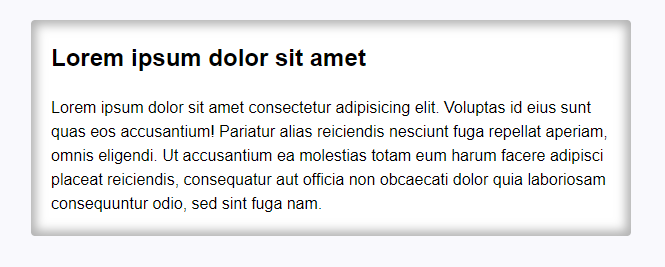 Lorem ipsum dolor sit amet
Lorem ipsum dolor sit amet consectetur adipisicing elit. Voluptas id eius sunt
quas eos accusantium! Pariatur alias reiciendis nesciunt fuga repellat aperiam,
omnis eligendi. Ut accusantium ea molestias totam eum harum facere adipisci
placeat reiciendis, consequatur aut officia non obcaecati dolor quia laboriosam
consequuntur odio, sed sint fuga nam.